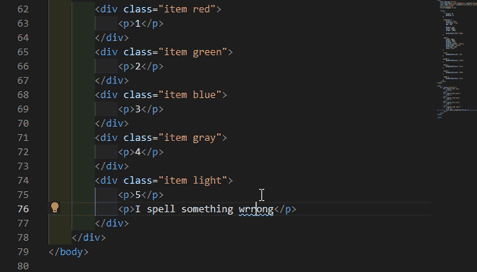 62 <div class="item red">
63 <p>1</p>
64 </div>
65 <div class="item green">
66 <p>2</p>
67 </div>
68 <div class="item blue">
69 <p>3</p>
70 </div>
71 <div class="item gray">
72 <p>4</p>
73 </div>
74 <div class="item light">
75 <p>5</p>
76 <p>I spell something wrrong</p>
77 </div>
78 </div>
79 </body>
80